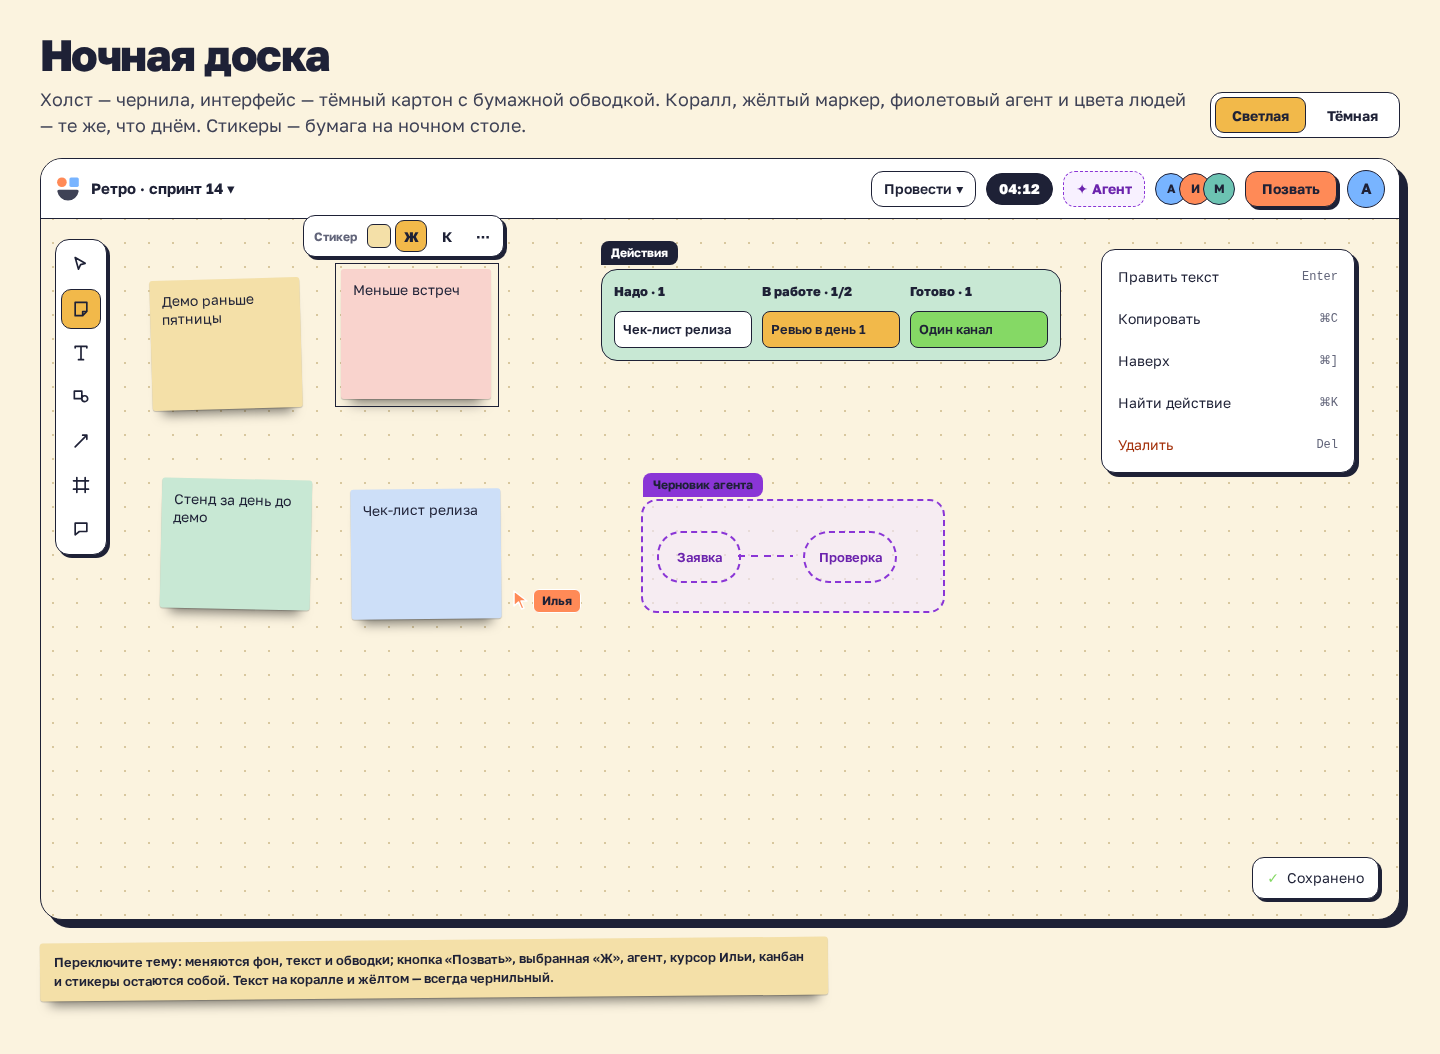 Ночная доска
Холст — чернила, интерфейс — тёмный картон с бумажной обводкой. Коралл, жёлтый маркер, фиолетовый агент и цвета людей
— те же, что днём. Стикеры — бумага на ночном столе.
Светлая
Тёмная
Ретро · спринт 14 ▾
Провести ▾
04:12
✦ Агент
А
И
М
Позвать
А
Стикер
Ж
К
···
Демо раньше
пятницы
Меньше встреч
Стенд за день до
демо
Чек-лист релиза
Илья
Действия
Надо · 1
В работе · 1/2
Готово · 1
Чек-лист релиза
Ревью в день 1
Один канал
Черновик агента
Заявка
Проверка
Править текст
Enter
Копировать
⌘C
Наверх
⌘]
Найти действие
⌘K
Удалить
Del
✓ Сохранено
Переключите тему: меняются фон, текст и обводки; кнопка «Позвать», выбранная «Ж», агент, курсор Ильи, канбан
и стикеры остаются собой. Текст на коралле и жёлтом — всегда чернильный.